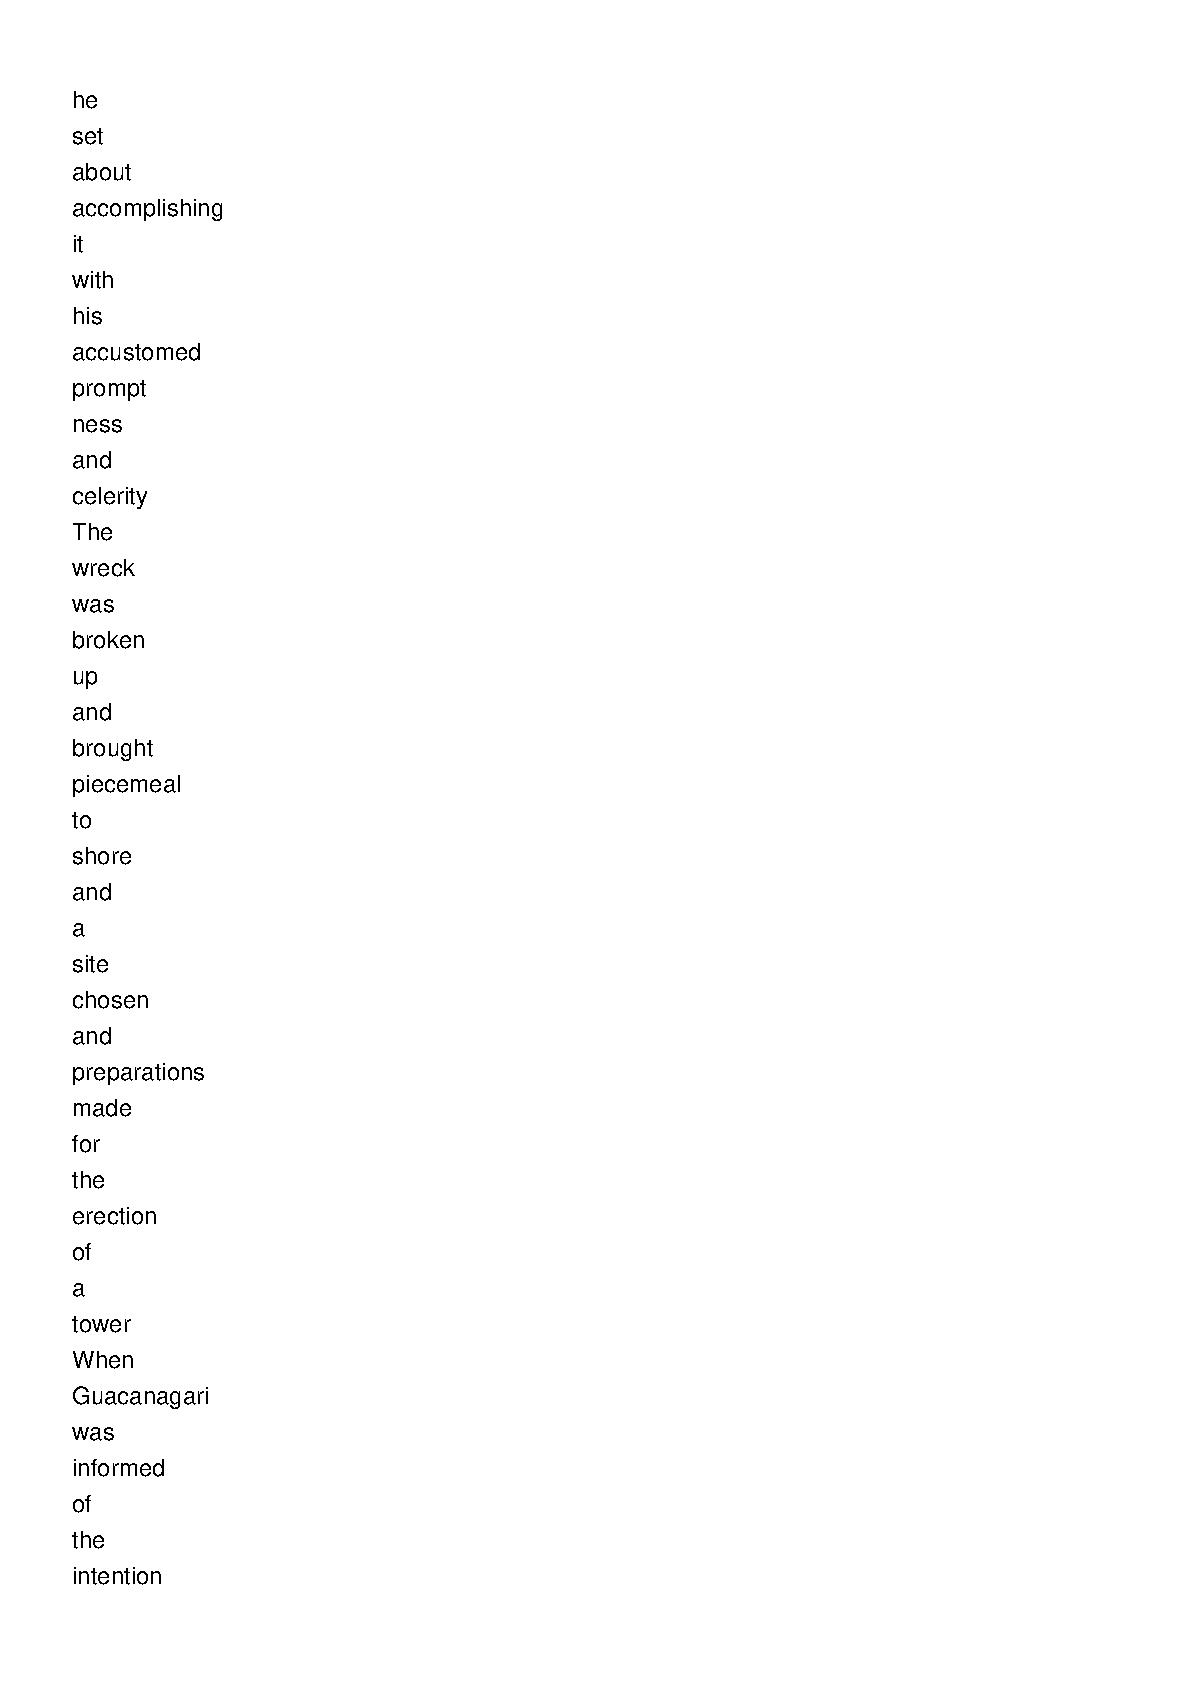 he
set
about
accomplishing
it
with
his
accustomed
prompt
ness
and
celerity
The
wreck
was
broken
up
and
brought
piecemeal
to
shore
and
a
site
chosen
and
preparations
made
for
the
erection
of
a
tower
When
Guacanagari
was
informed
of
the
intention